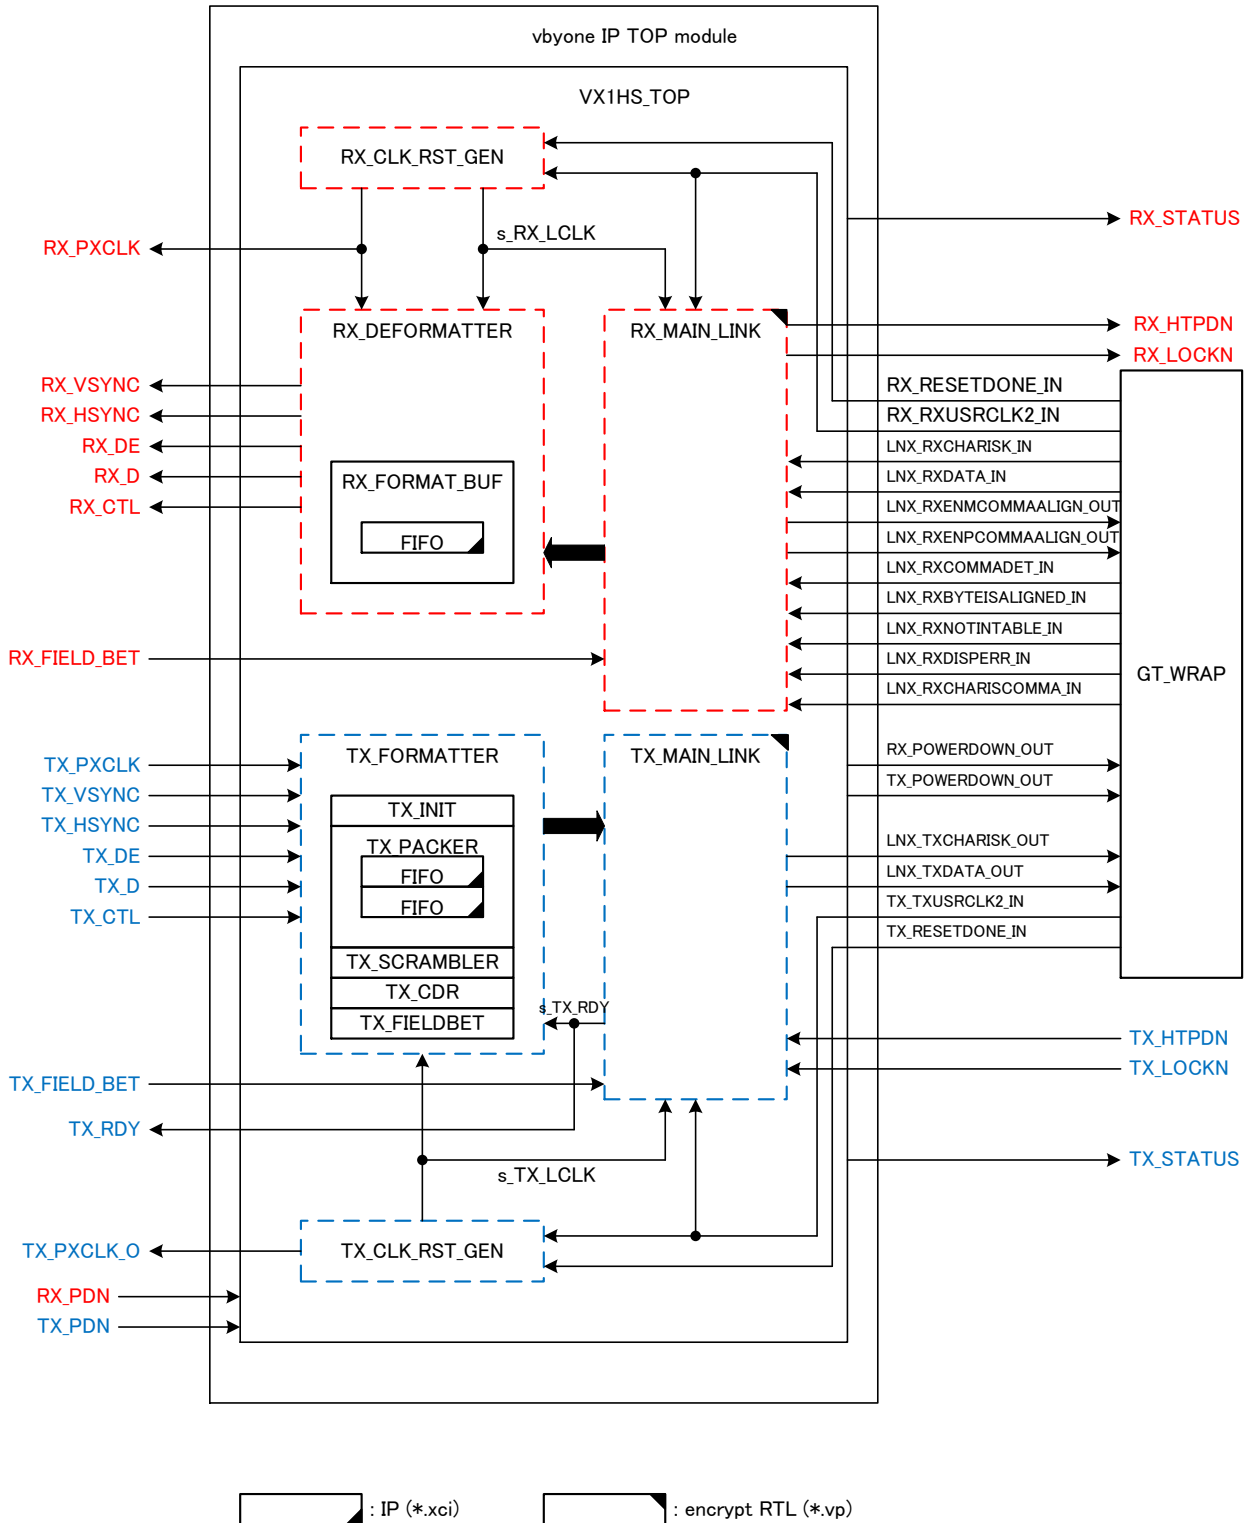 vbyone IP TOP module
VX1HS_TOP
RX_CLK_RST_GEN
RX_STATUS
s_RX_LCLK
RX_PXCLK
RX_DEFORMATTER
RX_MAIN_LINK
RX_HTPDN
RX_LOCKN
RX_VSYNC
RX_HSYNC
RX_DE
RX_D
RX_CTL
RX_FORMAT_BUF
FIFO
RX_RESETDONE_IN
RX_RXUSRCLK2_IN
LNX_RXCHARISK_IN
LNX_RXDATA_IN
LNX_RXENMCOMMAALIGN_OUT
LNX_RXENPCOMMAALIGN_OUT
LNX_RXCOMMADET_IN
LNX_RXBYTEISALIGNED_IN
LNX_RXNOTINTABLE_IN
LNX_RXDISPERR_IN
LNX_RXCHARISCOMMA_IN
GT_WRAP
RX_FIELD_BET
TX_PXCLK
TX_VSYNC
TX_HSYNC
TX_DE
TX_D
TX_CTL
TX_FORMATTER
TX_INIT
TX_PACKER
FIFO
FIFO
TX_SCRAMBLER
TX_CDR
TX_FIELDBET
TX_MAIN_LINK
RX_POWERDOWN_OUT
TX_POWERDOWN_OUT
LNX_TXCHARISK_OUT
LNX_TXDATA_OUT
TX_TXUSRCLK2_IN
TX_RESETDONE_IN
s_TX_RDY
TX_HTPDN
TX_LOCKN
TX_FIELD_BET
TX_RDY
s_TX_LCLK
TX_STATUS
TX_PXCLK_O
TX_CLK_RST_GEN
RX_PDN
TX_PDN
: IP (*.xci)
: encrypt RTL (*.vp)